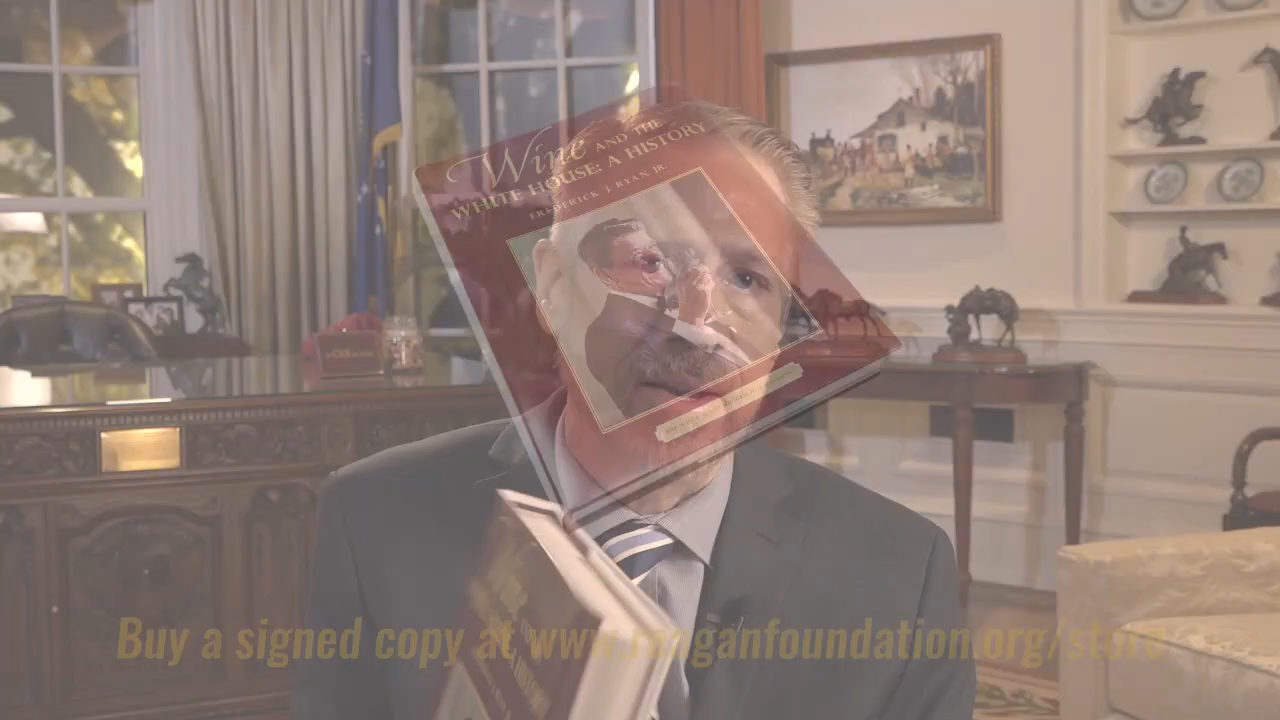 Wine AND THE
WHITE HOUSE: A HISTORY
FREDERICK J. RYAN, JR.
Buy a signed copy at www.reaganfoundation.org/store